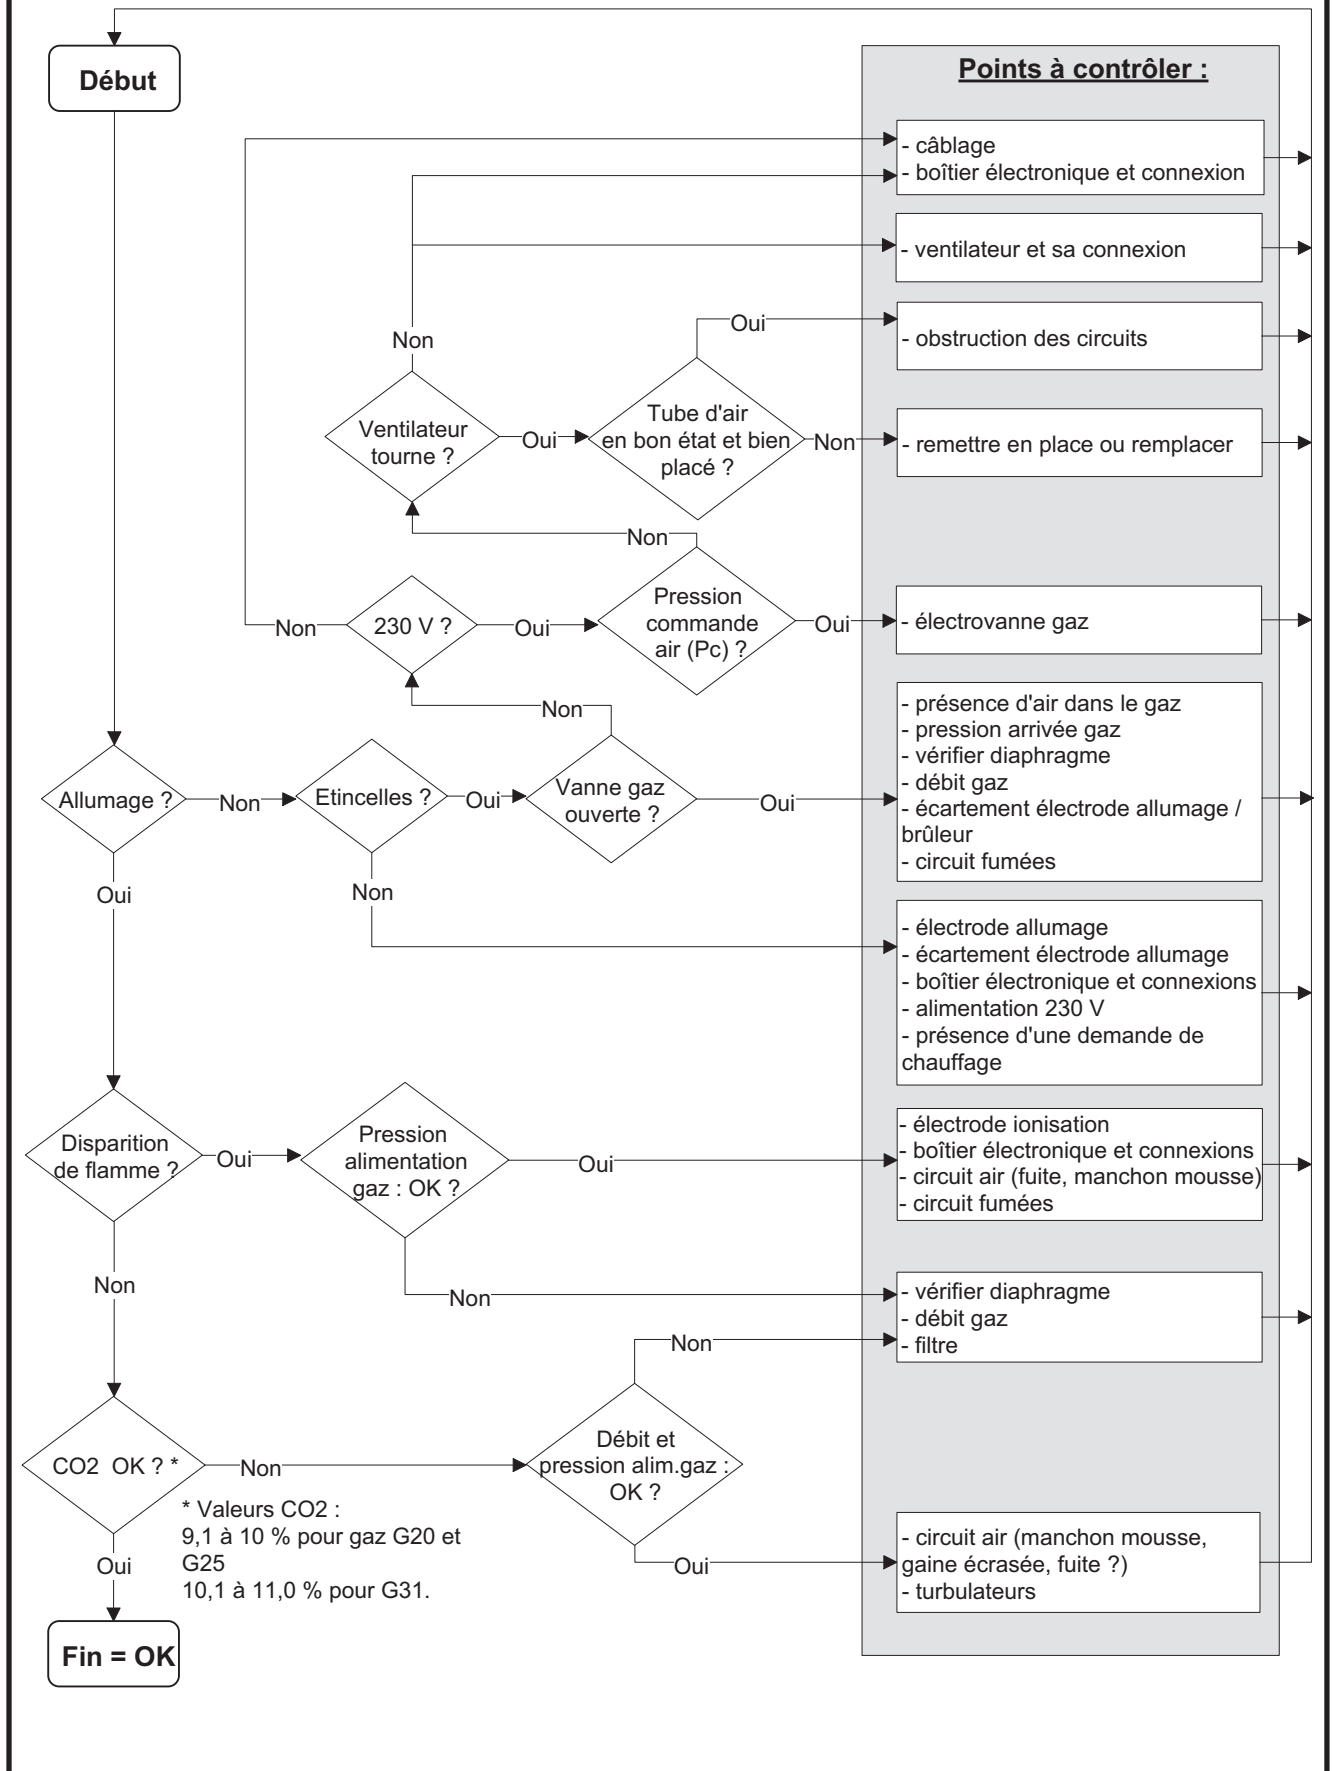 Début
Points à contrôler :
- câblage
- boîtier électronique et connexion
- ventilateur et sa connexion
Oui
- obstruction des circuits
Non
Ventilateur
tourne ?
Oui
Tube d'air
en bon état et bien
placé ?
Non
- remettre en place ou remplacer
Non
Non
230 V ?
Oui
Pression
commande
air (Pc) ?
Oui
- électrovanne gaz
Non
Allumage ?
Non
Etincelles ?
Oui
Vanne gaz
ouverte ?
Oui
- présence d'air dans le gaz
- pression arrivée gaz
- vérifier diaphragme
- débit gaz
- écartement électrode allumage /
brûleur
- circuit fumées
Oui
Non
- électrode allumage
- écartement électrode allumage
- boîtier électronique et connexions
- alimentation 230 V
- présence d'une demande de
chauffage
Disparition
de flamme ?
Oui
Pression
alimentation
gaz : OK ?
Oui
- électrode ionisation
- boîtier électronique et connexions
- circuit air (fuite, manchon mousse)
- circuit fumées
Non
Non
- vérifier diaphragme
- débit gaz
- filtre
Non
CO2 OK ? *
Non
Débit et
pression alim.gaz :
OK ?
* Valeurs CO2 :
9,1 à 10 % pour gaz G20 et
G25
10,1 à 11,0 % pour G31.
Oui
Oui
- circuit air (manchon mousse,
gaine écrasée, fuite ?)
- turbulateurs
Fin = OK